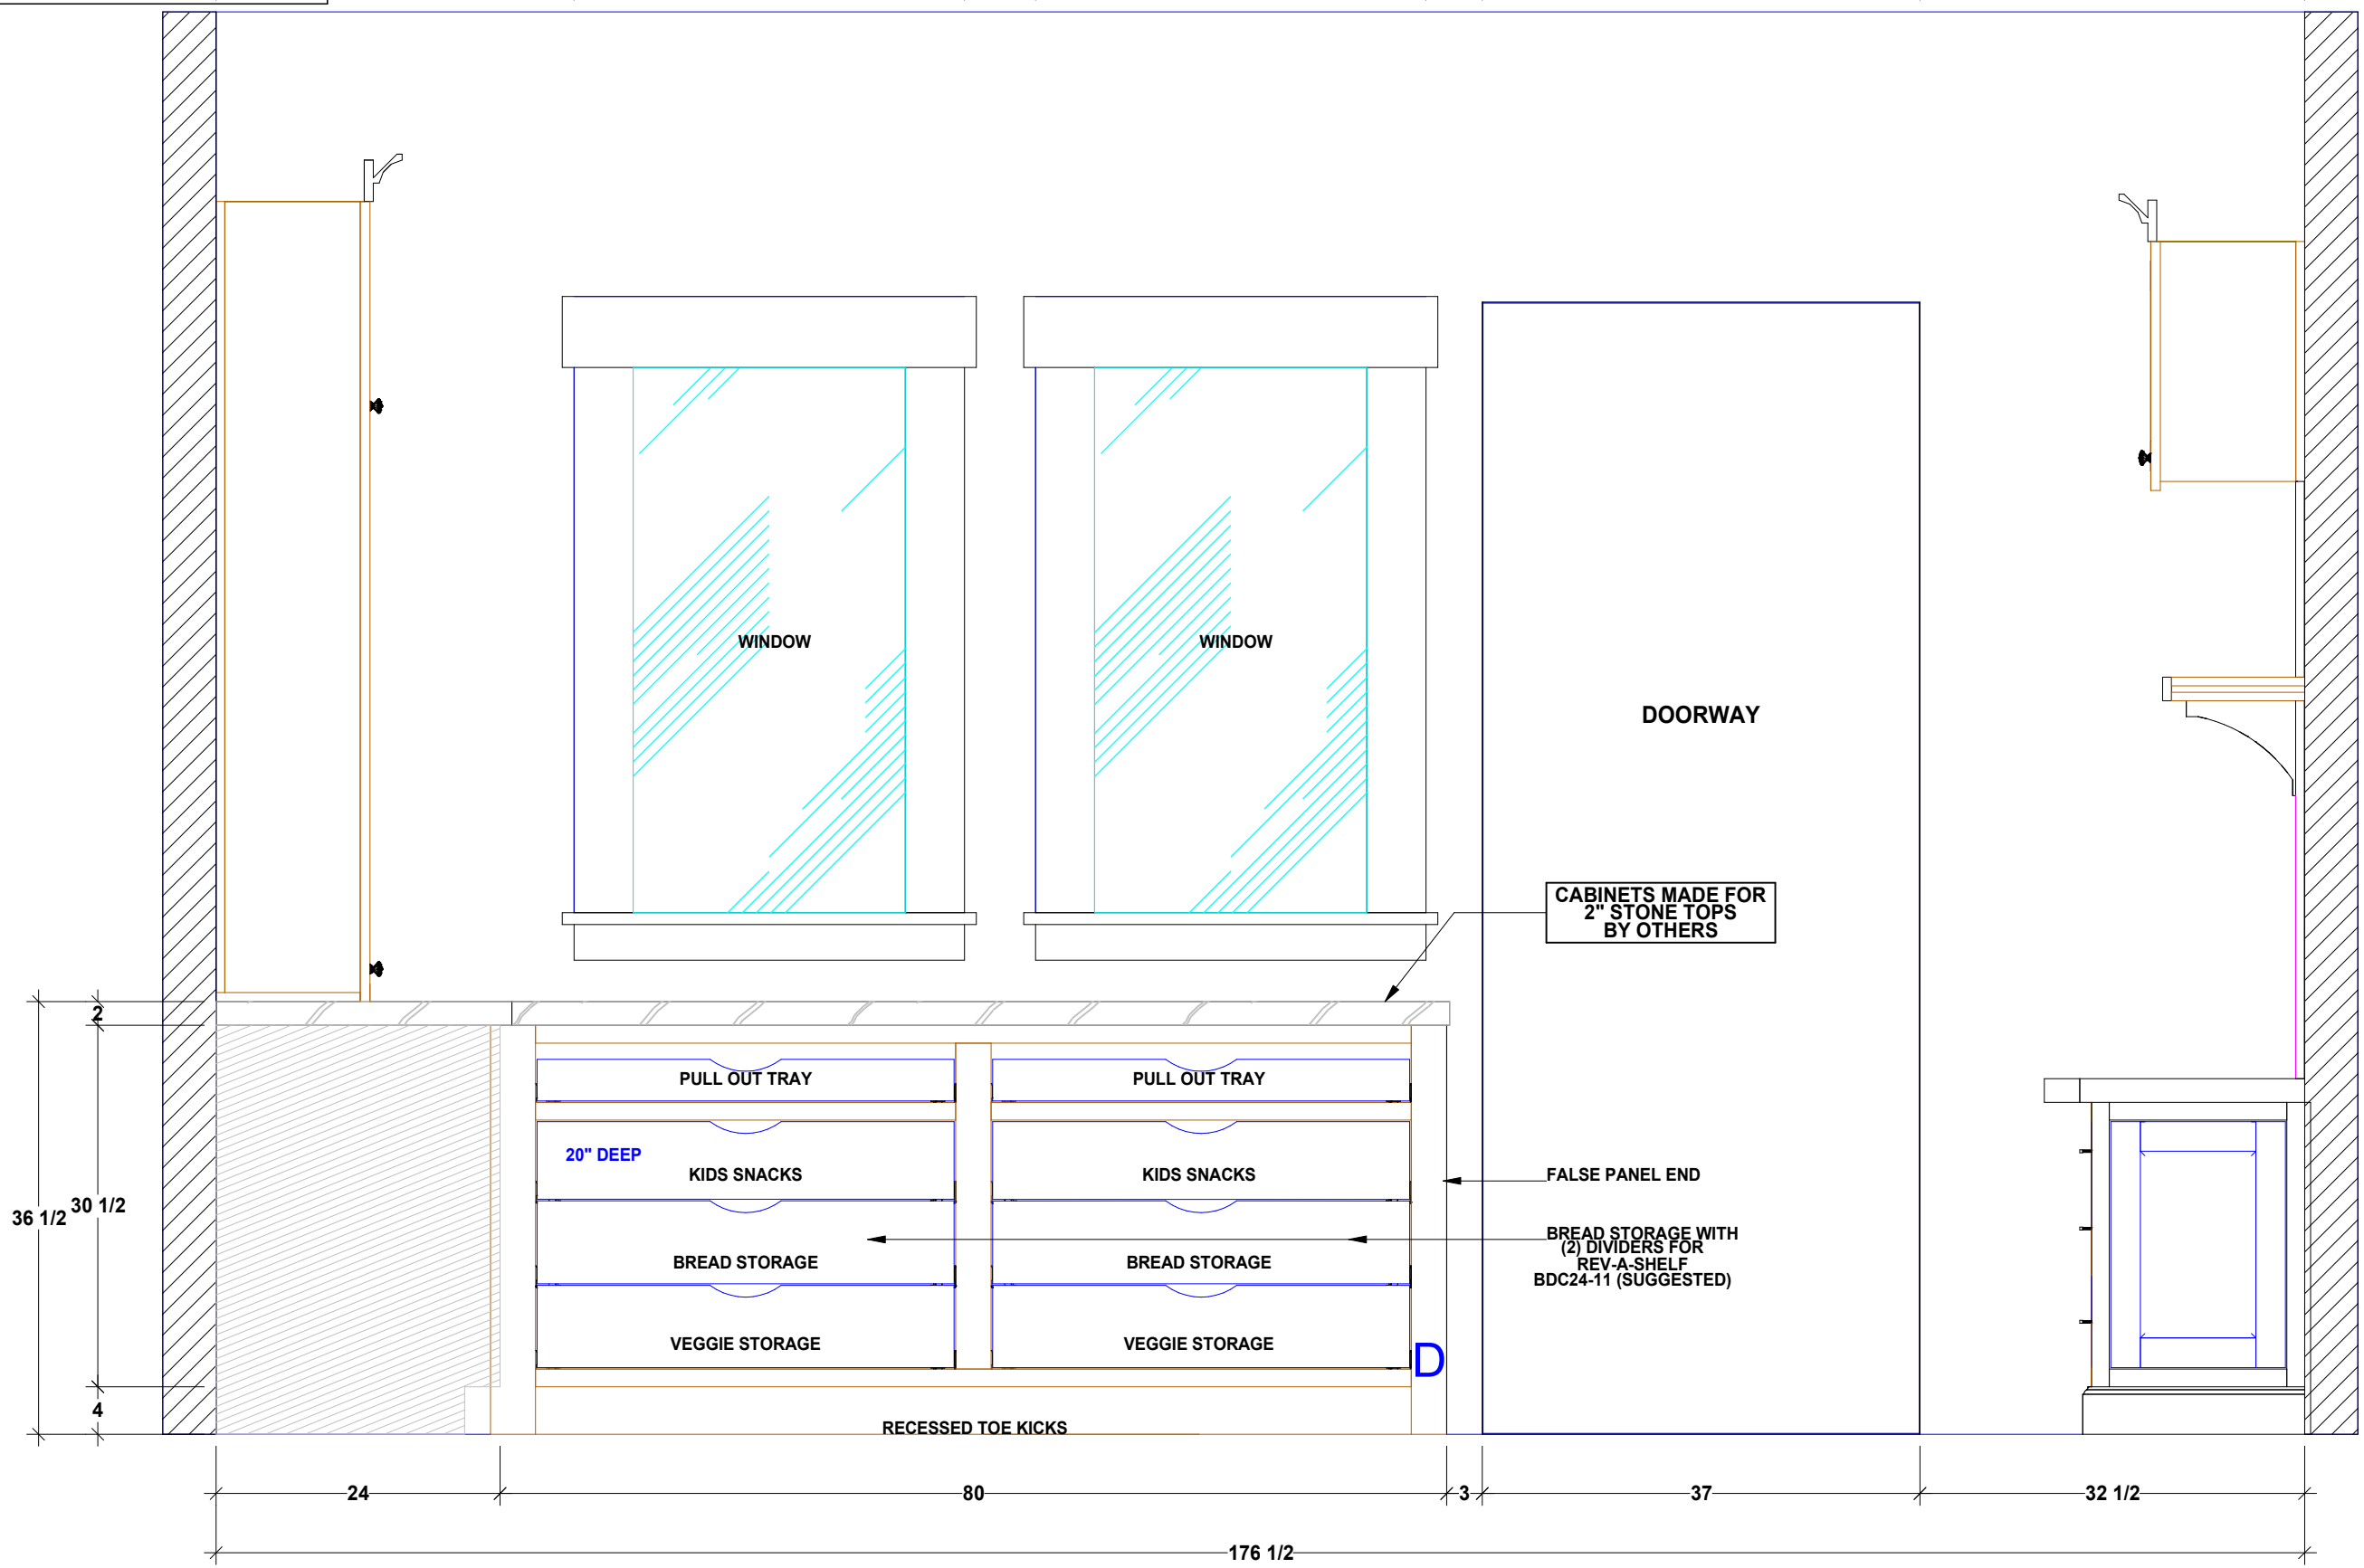 WINDOW
WINDOW
DOORWAY
CABINETS MADE FOR
2" STONE TOPS
BY OTHERS
2
PULL OUT TRAY
PULL OUT TRAY
20" DEEP
KIDS SNACKS
KIDS SNACKS
FALSE PANEL END
36 1/2
30 1/2
BREAD STORAGE
BREAD STORAGE
BREAD STORAGE WITH
(2) DIVIDERS FOR
REV-A-SHELF
BDC24-11 (SUGGESTED)
VEGGIE STORAGE
VEGGIE STORAGE
D
4
RECESSED TOE KICKS
24
80
3
37
32 1/2
176 1/2